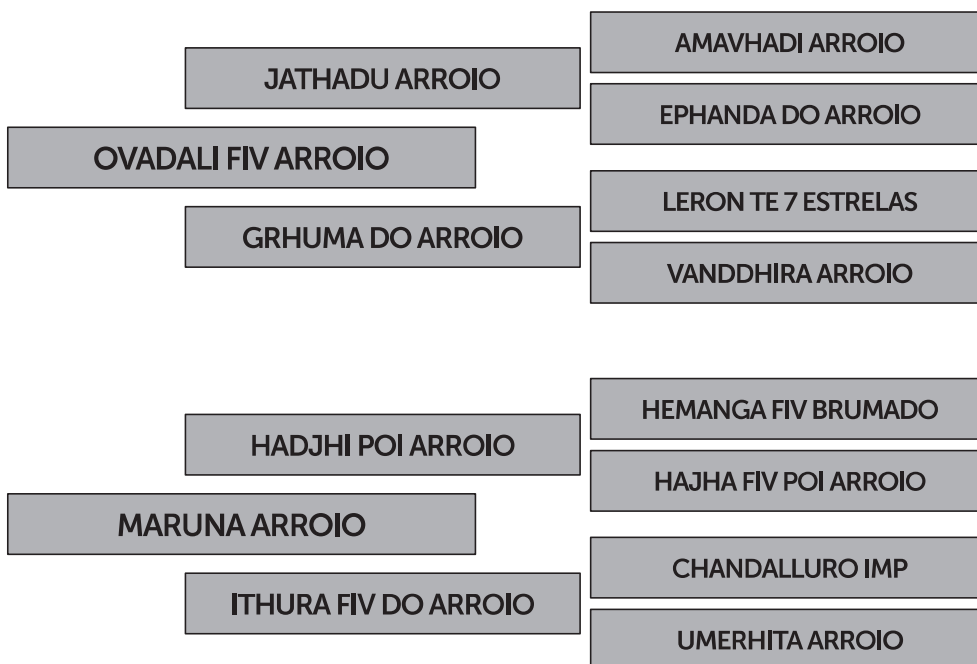 AMAVHADI ARROIO
JATHADU ARROIO
EPHANDA DO ARROIO
OVADALI FIV ARROIO
LERON TE 7 ESTRELAS
GRHUMA DO ARROIO
VANDDHIRA ARROIO
HEMANGA FIV BRUMADO
HADJHI POI ARROIO
HAJHA FIV POI ARROIO
MARUNA ARROIO
CHANDALLURO IMP
ITHURA FIV DO ARROIO
UMERHITA ARROIO